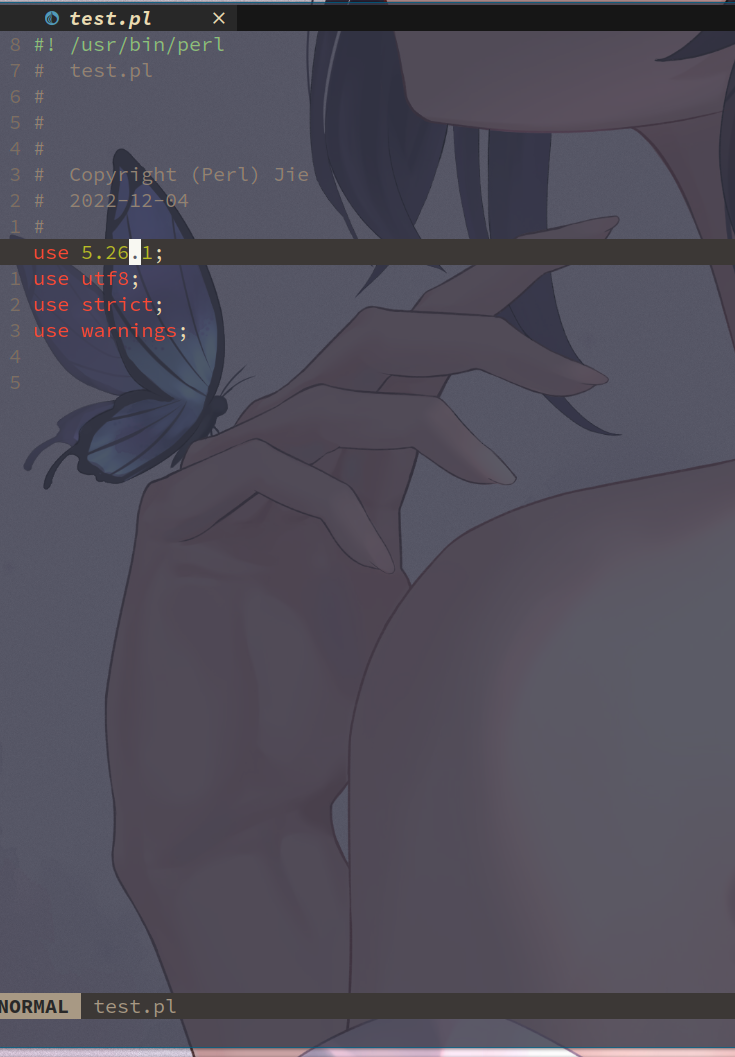 test.pl ×
8 #! /usr/bin/perl
7 #  test.pl
6 #
5 #
4 #
3 #  Copyright (Perl) Jie
2 #  2022-12-04
1 #
use 5.26.1;
1 use utf8;
2 use strict;
3 use warnings;
4
5
NORMAL test.pl